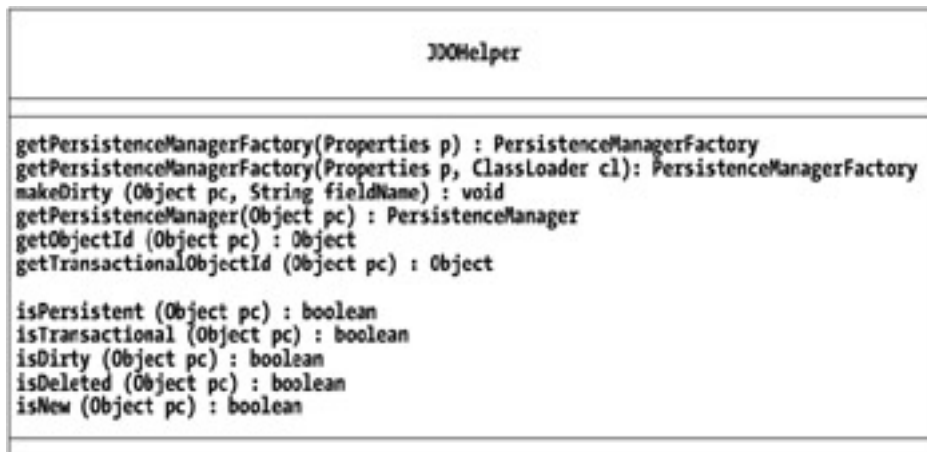 JDOHelper
getPersistenceManagerFactory(Properties p) : PersistenceManagerFactory
getPersistenceManagerFactory(Properties p, ClassLoader cl): PersistenceManagerFactory
makeDirty (Object pc, String fieldName) : void
getPersistenceManager(Object pc) : PersistenceManager
getObjectId (Object pc) : Object
getTransactionalObjectId (Object pc) : Object
isPersistent (Object pc) : boolean
isTransactional (Object pc) : boolean
isDirty (Object pc) : boolean
isDeleted (Object pc) : boolean
isNew (Object pc) : boolean